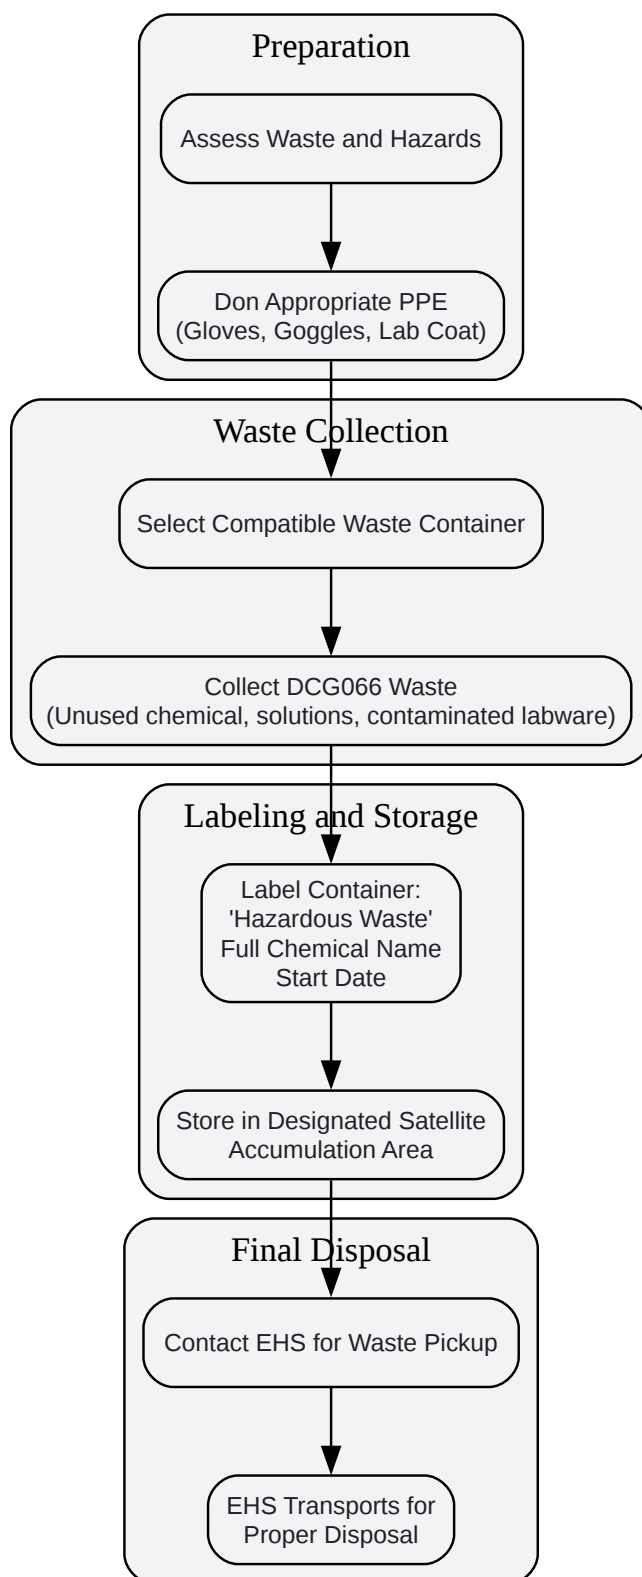 Preparation
Assess Waste and Hazards
Don Appropriate PPE
(Gloves, Goggles, Lab Coat)
Waste Collection
Select Compatible Waste Container
Collect DCG066 Waste
(Unused chemical, solutions, contaminated labware)
Labeling and Storage
Label Container:
'Hazardous Waste'
Full Chemical Name
Start Date
Store in Designated Satellite
Accumulation Area
Final Disposal
Contact EHS for Waste Pickup
EHS Transports for
Proper Disposal